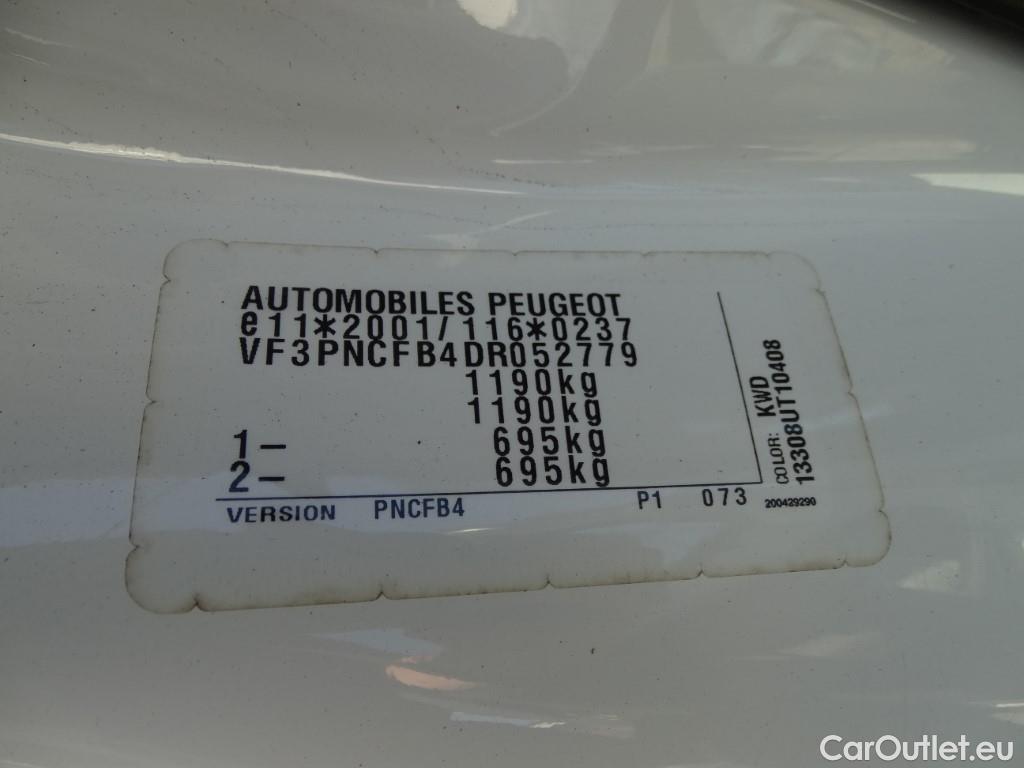 AUTOMOBILES PEUGEOT
e11*2001/116*0237
VF3PNCFB4DR052779
1190kg
1190kg
1- 695kg
2- 695kg
VERSION PNCFB4 P1 073
COLOR: KWD
13308UT10408
200429290
CarOutlet.eu